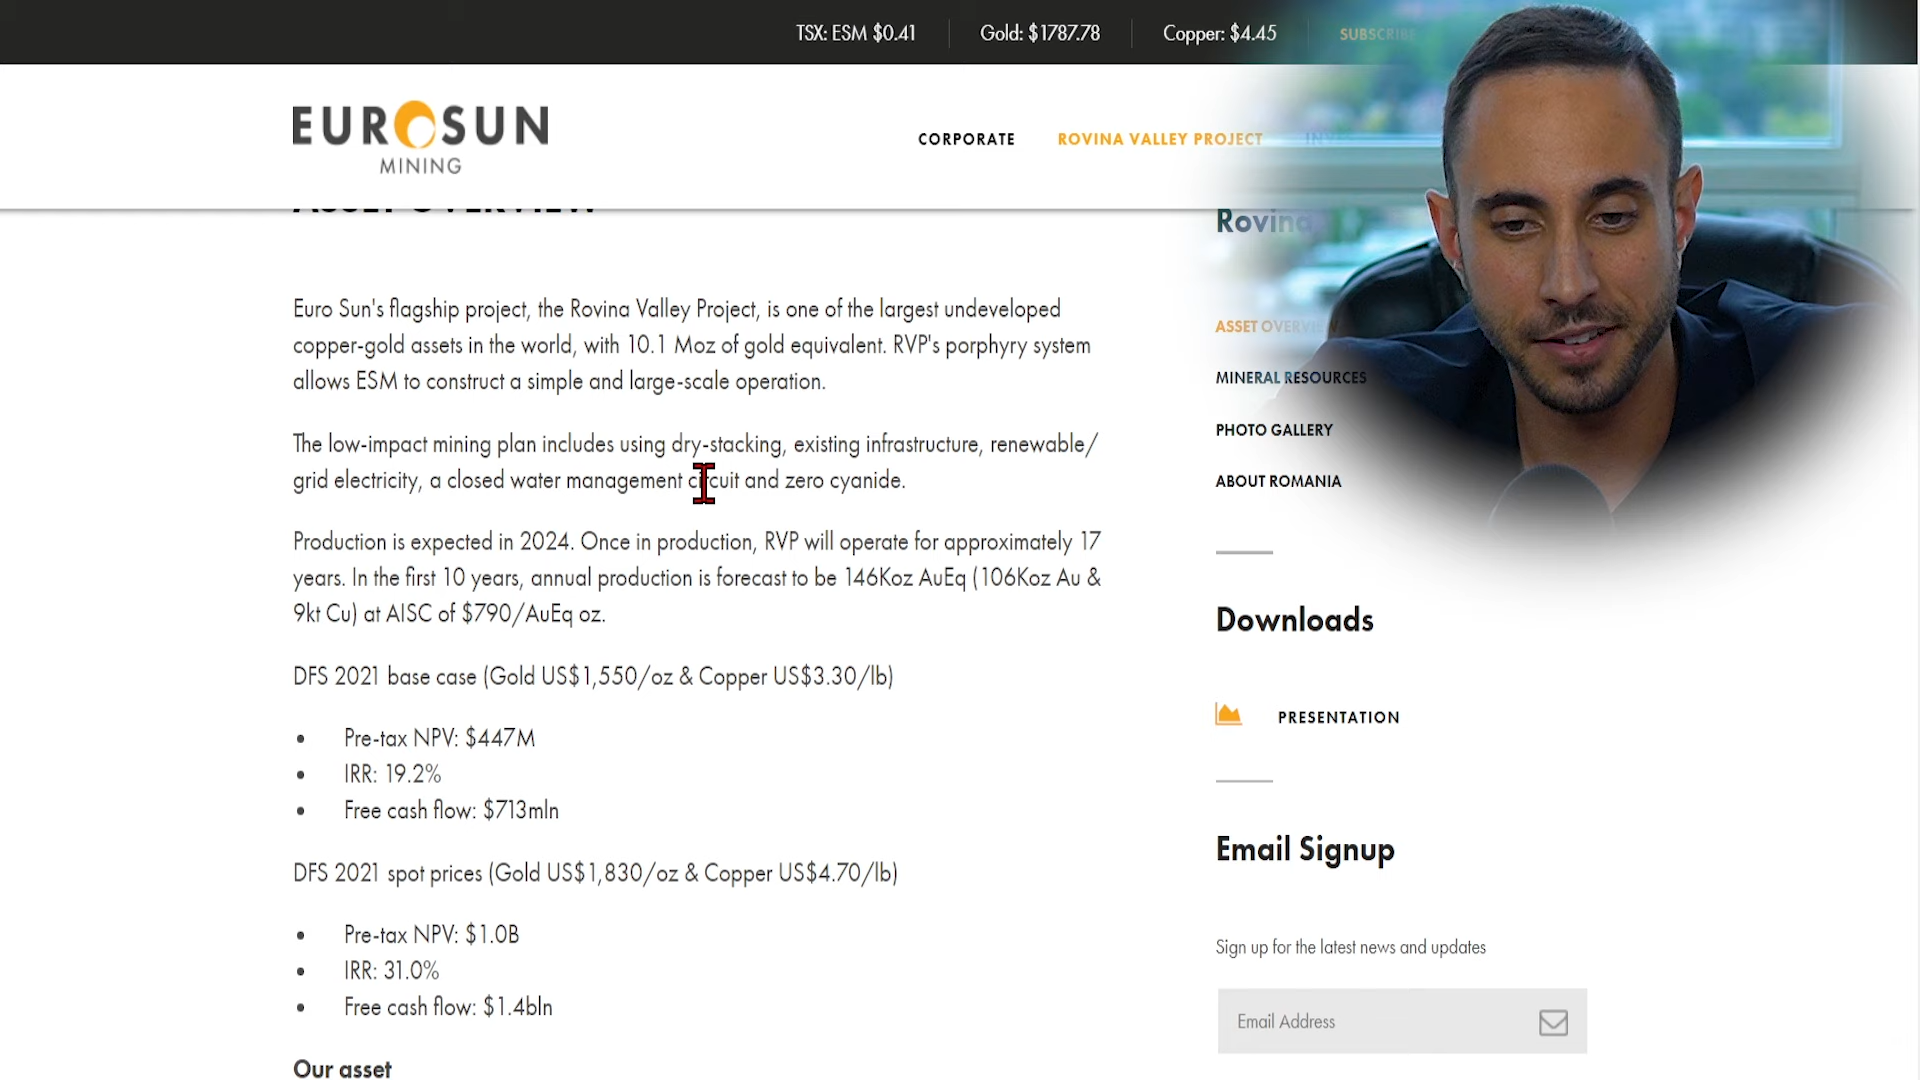 TSX: ESM $0.41
Gold: $1787.78
Copper: $4.45
SUBSCRIBE
EUROSUN
MINING
CORPORATE
ROVINA VALLEY PROJECT
ASSET OVERVIEW
Euro Sun's flagship project, the Rovina Valley Project, is one of the largest undeveloped
copper-gold assets in the world, with 10.1 Moz of gold equivalent. RVP's porphyry system
allows ESM to construct a simple and large-scale operation.
The low-impact mining plan includes using dry-stacking, existing infrastructure, renewable/
grid electricity, a closed water management circuit and zero cyanide.
Production is expected in 2024. Once in production, RVP will operate for approximately 17
years. In the first 10 years, annual production is forecast to be 146Koz AuEq (106Koz Au &
9kt Cu) at AISC of $790/AuEq oz.
DFS 2021 base case (Gold US$1,550/oz & Copper US$3.30/lb)
• Pre-tax NPV: $447M
• IRR: 19.2%
• Free cash flow: $713mln
DFS 2021 spot prices (Gold US$1,830/oz & Copper US$4.70/lb)
• Pre-tax NPV: $1.0B
• IRR: 31.0%
• Free cash flow: $1.4bln
Our asset
Rovina
ASSET OVERVIEW
MINERAL RESOURCES
PHOTO GALLERY
ABOUT ROMANIA
Downloads
PRESENTATION
Email Signup
Sign up for the latest news and updates
Email Address